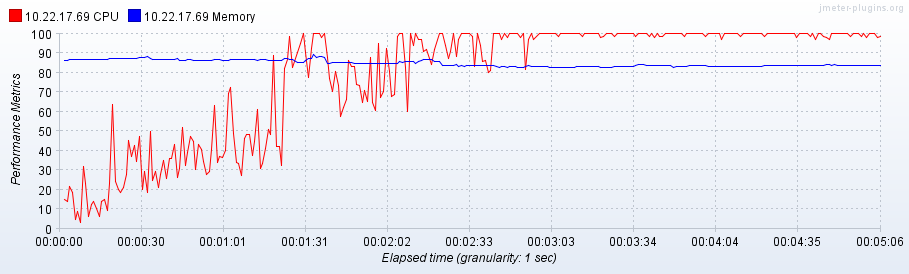 10.22.17.69 CPU 10.22.17.69 Memory
jmeter-plugins.org
100
90
80
70
60
50
40
30
20
10
0
Performance Metrics
00:00:00 00:00:30 00:01:01 00:01:31 00:02:02 00:02:33 00:03:03 00:03:34 00:04:04 00:04:35 00:05:06
Elapsed time (granularity: 1 sec)